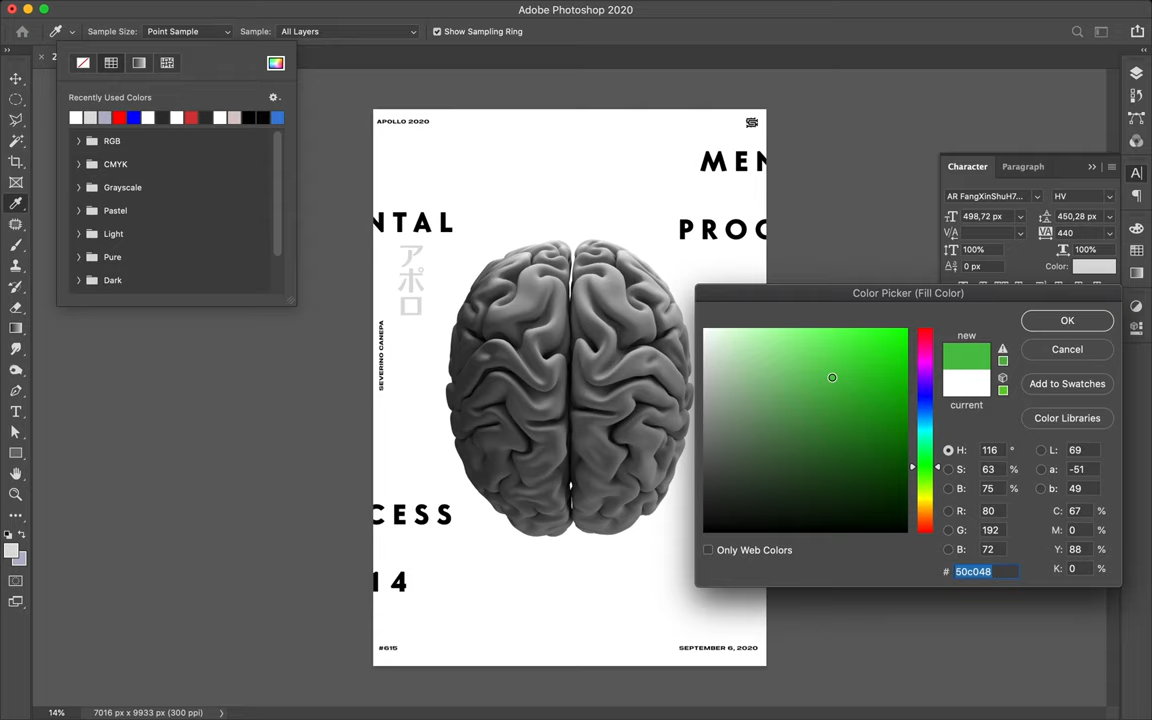 Adobe Photoshop 2020
Sample Size: Point Sample Sample: All Layers Show Sampling Ring
2
Recently Used Colors
RGB
CMYK
Grayscale
Pastel
Light
Pure
Dark
APOLLO 2020
MEN
NTAL
PROC
アポロ
SEVERINO CANEPA
CESS
14
#615
SEPTEMBER 6, 2020
Character Paragraph
AR FangXinShuH7... HV
498,72 px 450,28 px
440
100% 100%
0 px Color:
Color Picker (Fill Color)
new
current
OK
Cancel
Add to Swatches
Color Libraries
H: 116 ° L: 69
S: 63 % a: -51
B: 75 % b: 49
R: 80 C: 67 %
G: 192 M: 0 %
B: 72 Y: 88 %
# 50c048 K: 0 %
Only Web Colors
14% 7016 px x 9933 px (300 ppi)